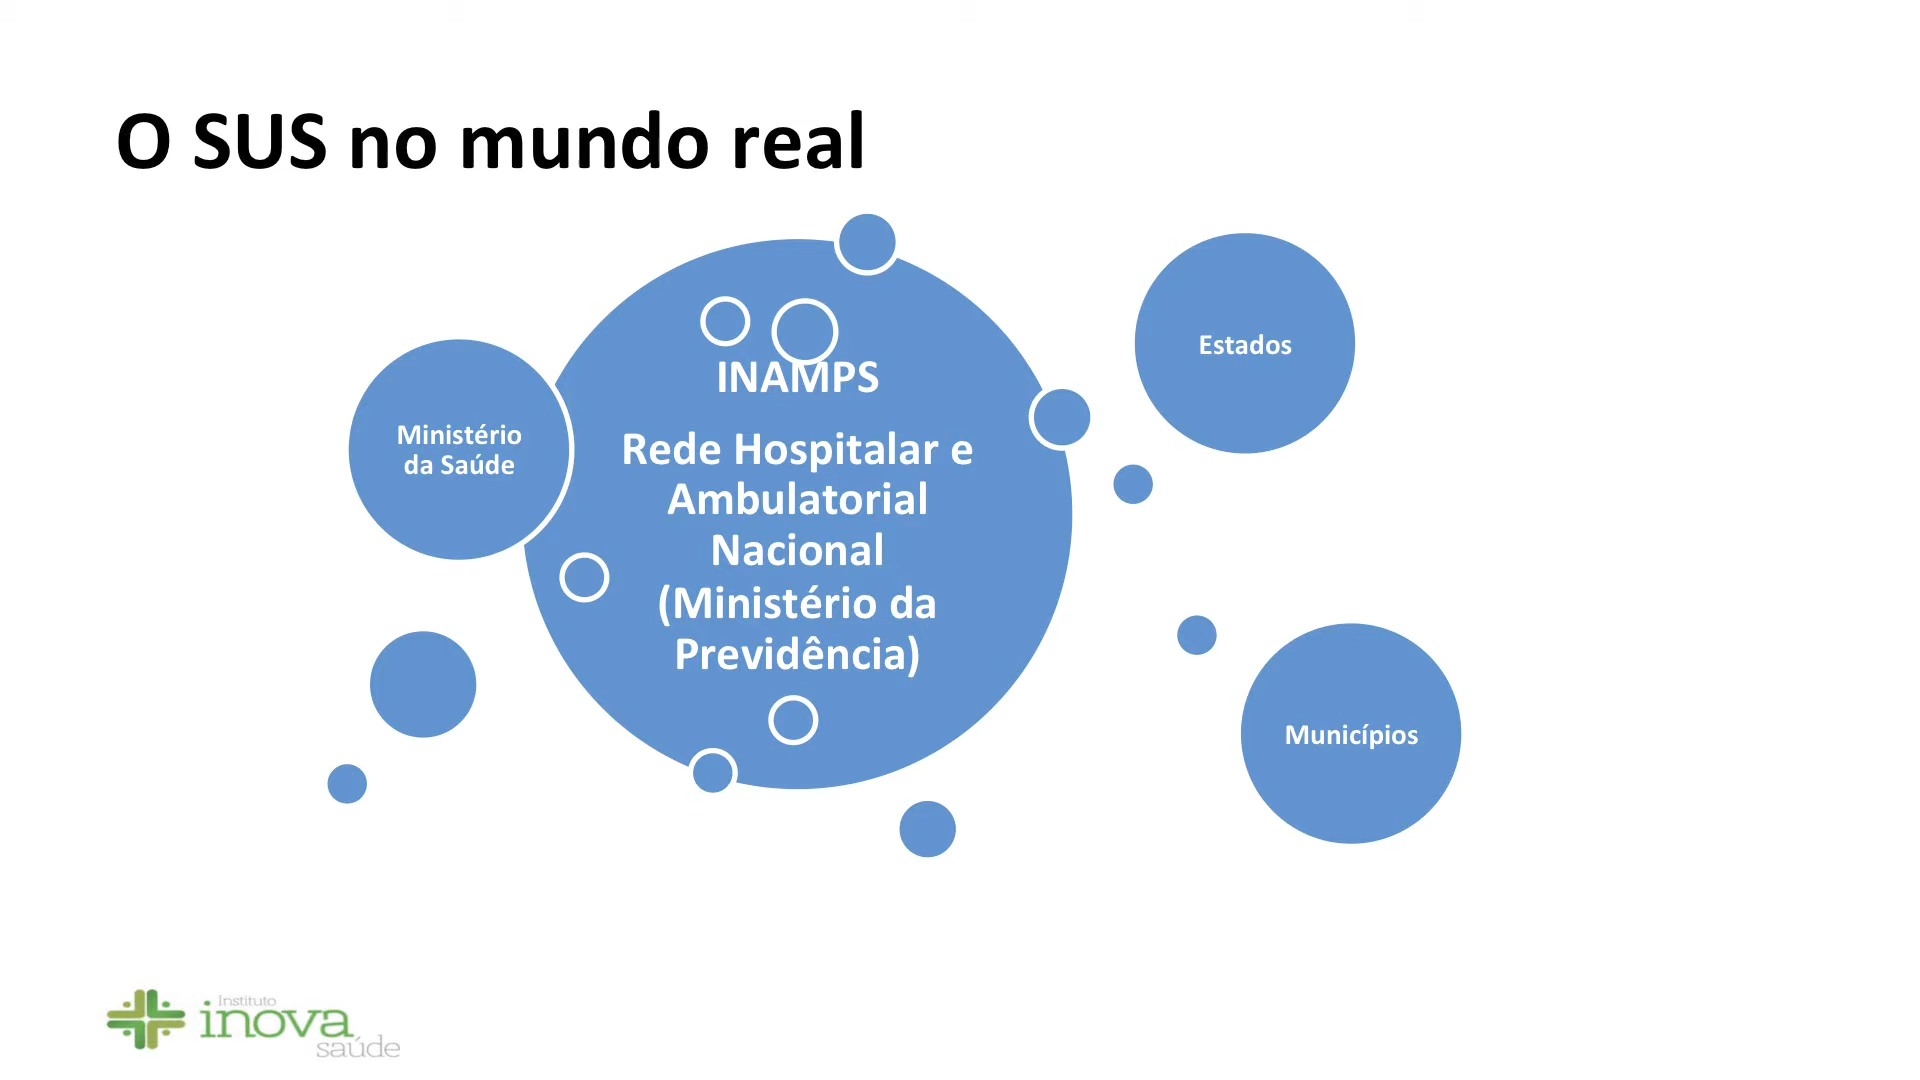 O SUS no mundo real
INAMPS
Rede Hospitalar e
Ambulatorial
Nacional
(Ministério da
Previdência)
Ministério
da Saúde
Estados
Municípios
Instituto
inova
saúde